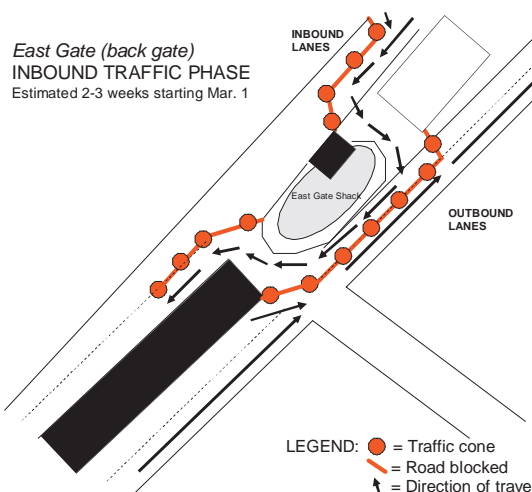 East Gate (back gate)
INBOUND TRAFFIC PHASE
Estimated 2-3 weeks starting Mar. 1
INBOUND
LANES
East Gate Shack
OUTBOUND
LANES
LEGEND:
= Traffic cone
= Road blocked
= Direction of trave